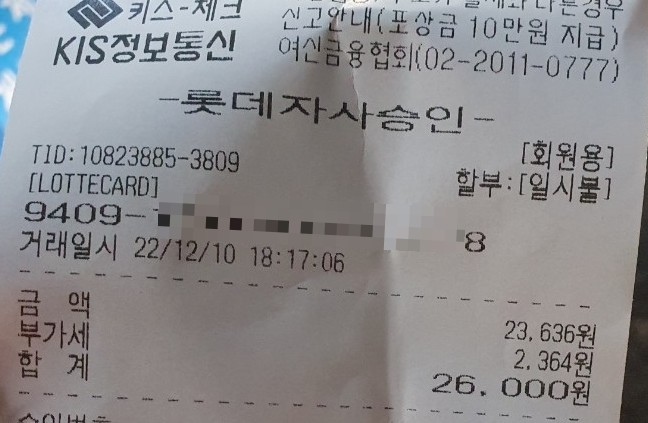 키스-체크
KIS정보통신
신고안내(포상금 10만원 지급)
여신금융협회(02-2011-0777)
-롯데자사승인-
TID:10823885-3809
[회원용]
[LOTTECARD]
할부:[일시불]
9409- 8
거래일시 22/12/10 18:17:06
금 액 23,636원
부가세 2,364원
합 계 26,000원